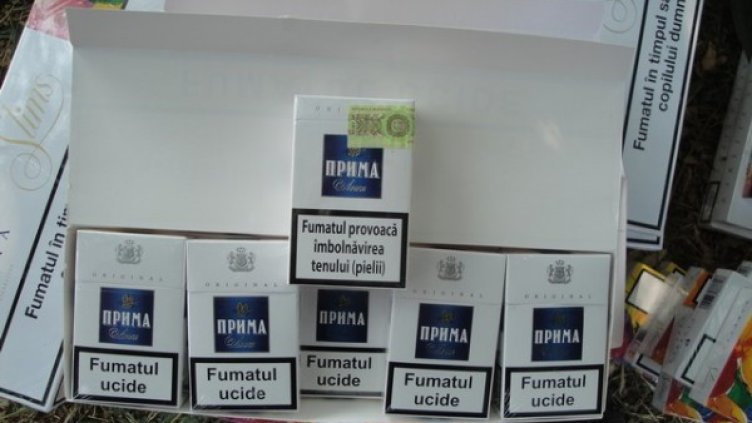 Slims
Fumatul în
Fumatul în timpul sa
copilului dumn
ORIGINAL
ПРИМА
Fumatul provoacă
îmbolnăvirea
tenului (pielii)
ORIGINAL
ПРИМА
Fumatul
ucide
ORIGINAL
ПРИМА
Fumatul
ucide
ПРИМА
Fumatul
ucide
ORIGINAL
ПРИМА
Fumatul
ucide
ORIGINAL
ПРИМА
Fumatul
ucide